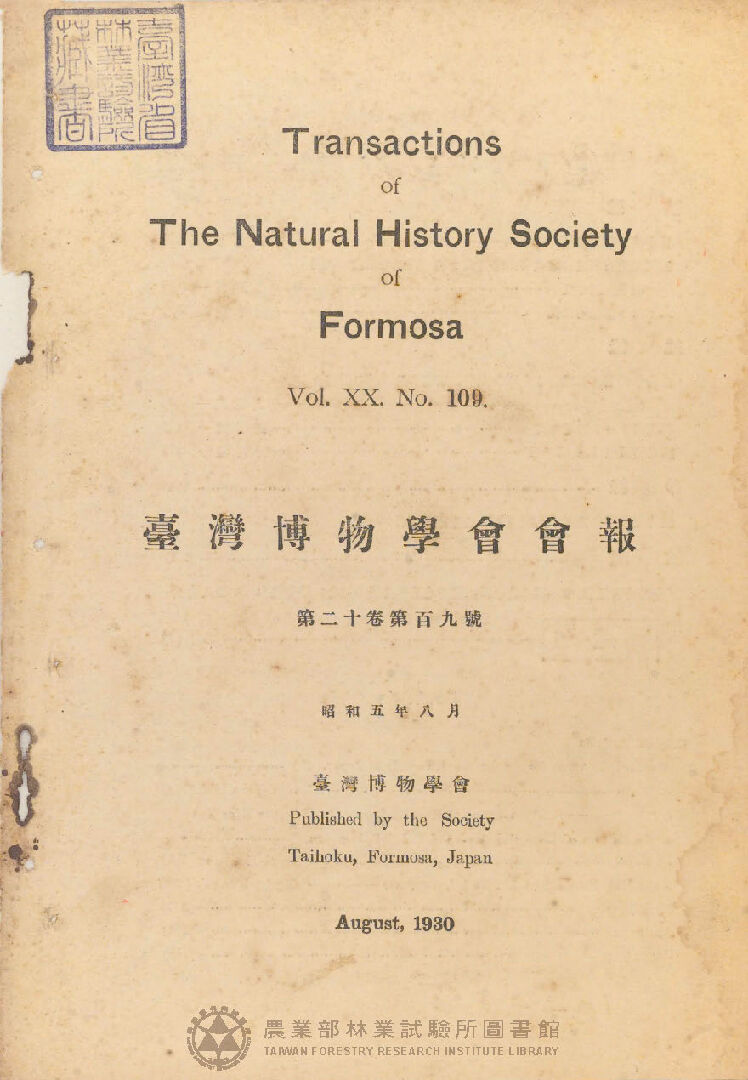 臺灣省
林業試驗所
藏書
Transactions
of
The Natural History Society
of
Formosa
Vol. XX. No. 109.
臺灣博物學會會報
第二十卷第百九號
昭和五年八月
臺灣博物學會
Published by the Society
Taihoku, Formosa, Japan
August, 1930
農業部林業試驗所圖書館
TAIWAN FORESTRY RESEARCH INSTITUTE LIBRARY